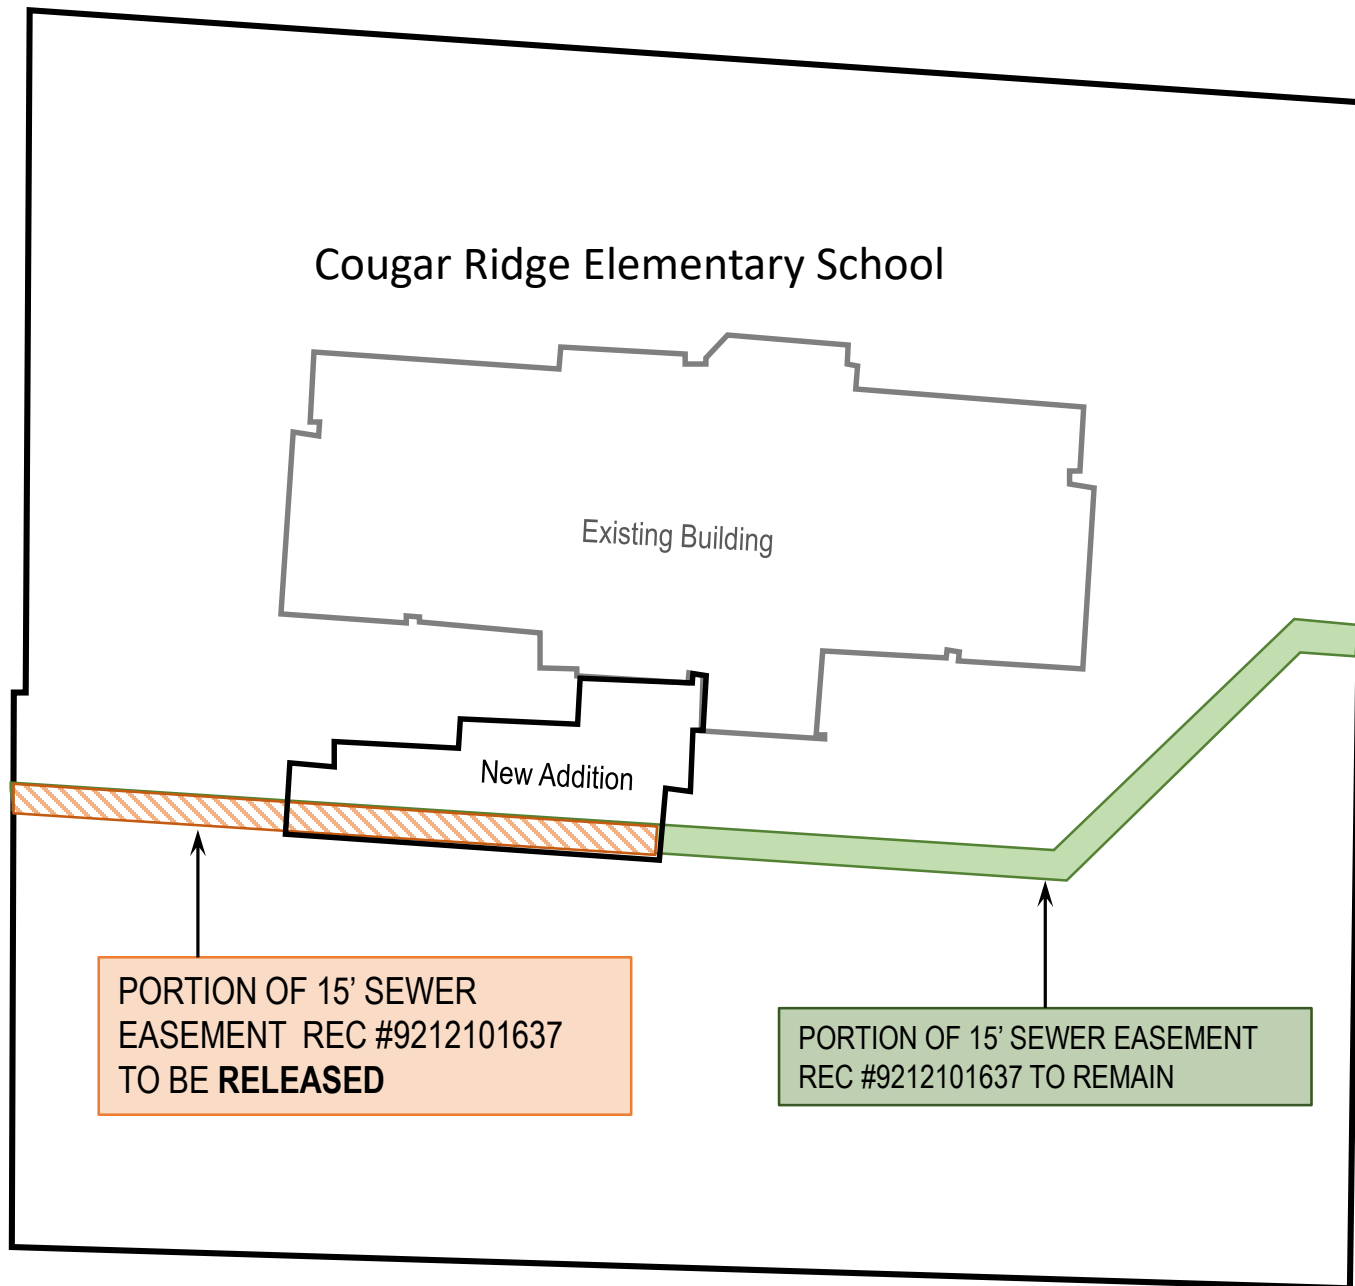 Cougar Ridge Elementary School
Existing Building
New Addition
PORTION OF 15’ SEWER
EASEMENT  REC #9212101637
TO BE RELEASED
PORTION OF 15’ SEWER EASEMENT
REC #9212101637 TO REMAIN